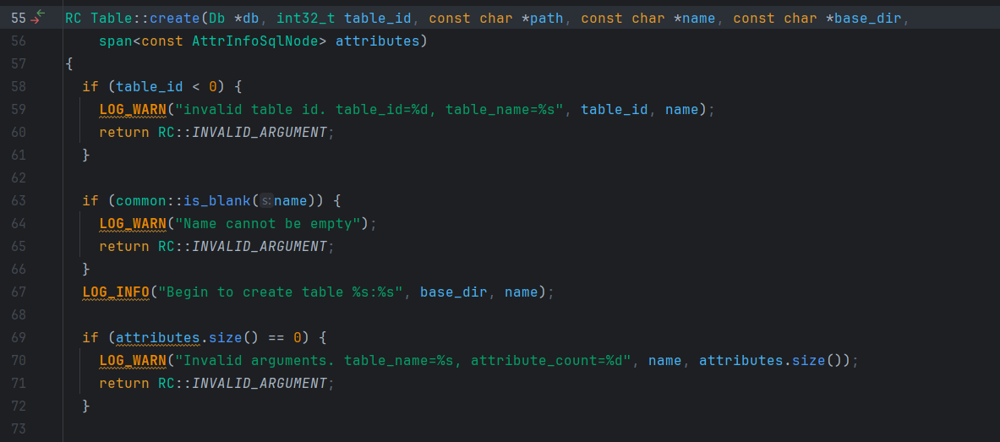 55 RC Table::create(Db *db, int32_t table_id, const char *path, const char *name, const char *base_dir,
56     span<const AttrInfoSqlNode> attributes)
57 {
58   if (table_id < 0) {
59     LOG_WARN("invalid table id. table_id=%d, table_name=%s", table_id, name);
60     return RC::INVALID_ARGUMENT;
61   }
62
63   if (common::is_blank(s:name)) {
64     LOG_WARN("Name cannot be empty");
65     return RC::INVALID_ARGUMENT;
66   }
67   LOG_INFO("Begin to create table %s:%s", base_dir, name);
68
69   if (attributes.size() == 0) {
70     LOG_WARN("Invalid arguments. table_name=%s, attribute_count=%d", name, attributes.size());
71     return RC::INVALID_ARGUMENT;
72   }
73